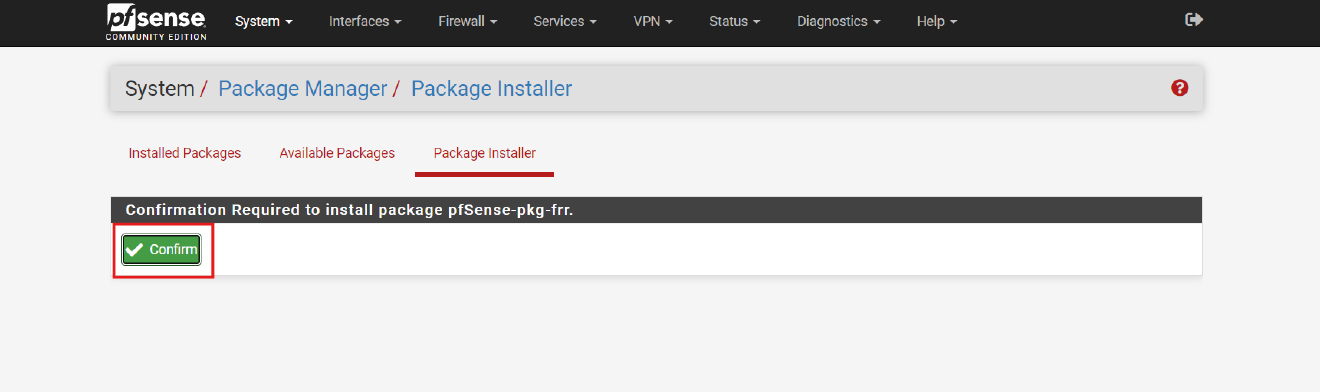 pfsense
COMMUNITY EDITION
System Interfaces Firewall Services VPN Status Diagnostics Help
System / Package Manager / Package Installer ?
Installed Packages Available Packages Package Installer
Confirmation Required to install package pfSense-pkg-frr.
Confirm